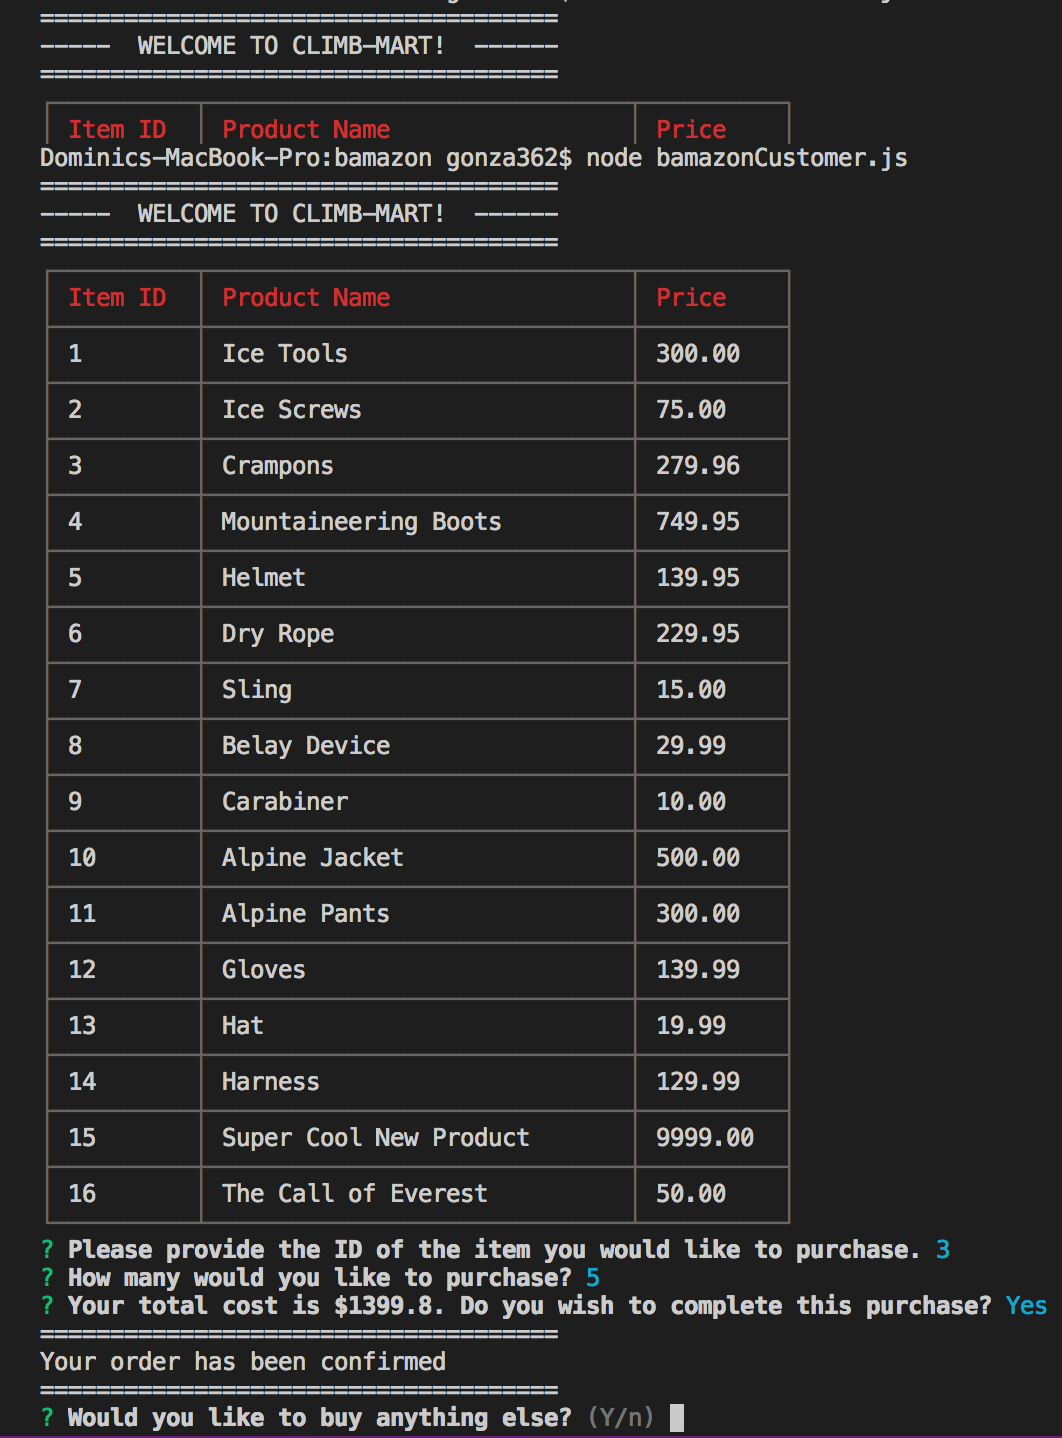 ======================================
----- WELCOME TO CLIMB-MART! ------
======================================
Item ID Product Name Price
Dominics-MacBook-Pro:bamazon gonza362$ node bamazonCustomer.js
======================================
----- WELCOME TO CLIMB-MART! ------
======================================
Item ID Product Name Price
1 Ice Tools 300.00
2 Ice Screws 75.00
3 Crampons 279.96
4 Mountaineering Boots 749.95
5 Helmet 139.95
6 Dry Rope 229.95
7 Sling 15.00
8 Belay Device 29.99
9 Carabiner 10.00
10 Alpine Jacket 500.00
11 Alpine Pants 300.00
12 Gloves 139.99
13 Hat 19.99
14 Harness 129.99
15 Super Cool New Product 9999.00
16 The Call of Everest 50.00
? Please provide the ID of the item you would like to purchase. 3
? How many would you like to purchase? 5
? Your total cost is $1399.8. Do you wish to complete this purchase? Yes
=====================================
Your order has been confirmed
=====================================
? Would you like to buy anything else? (Y/n)